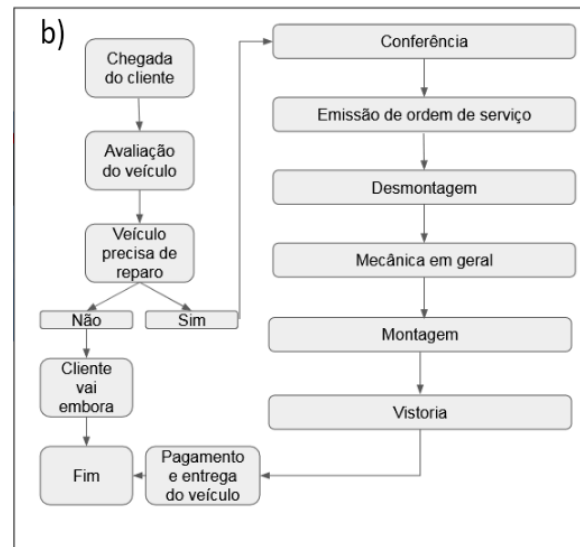 b)
Chegada
do cliente
Avaliação
do veículo
Veículo
precisa de
reparo
Não
Sim
Cliente
vai
embora
Fim
Conferência
Emissão de ordem de serviço
Desmontagem
Mecânica em geral
Montagem
Vistoria
Pagamento
e entrega
do veículo